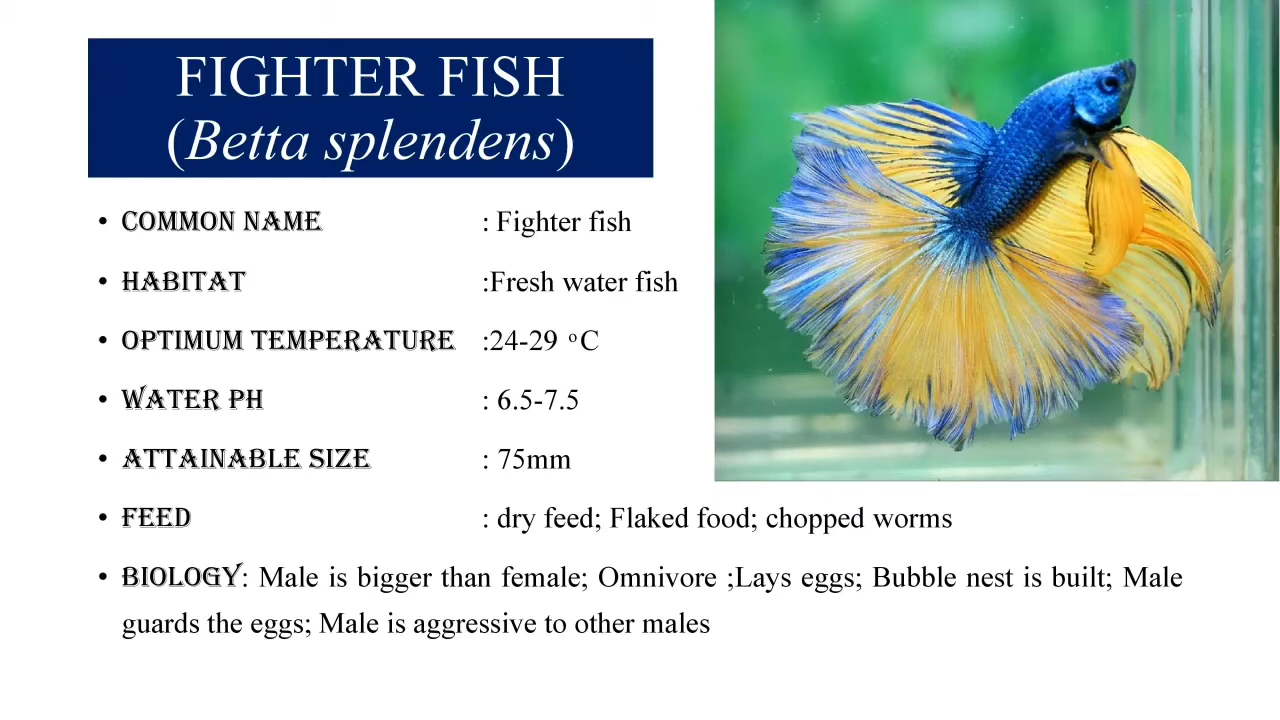 FIGHTER FISH
(Betta splendens)
• COMMON NAME : Fighter fish
• HABITAT :Fresh water fish
• OPTIMUM TEMPERATURE :24-29 °C
• WATER PH : 6.5-7.5
• ATTAINABLE SIZE : 75mm
• FEED : dry feed; Flaked food; chopped worms
• BIOLOGY: Male is bigger than female; Omnivore ;Lays eggs; Bubble nest is built; Male
guards the eggs; Male is aggressive to other males